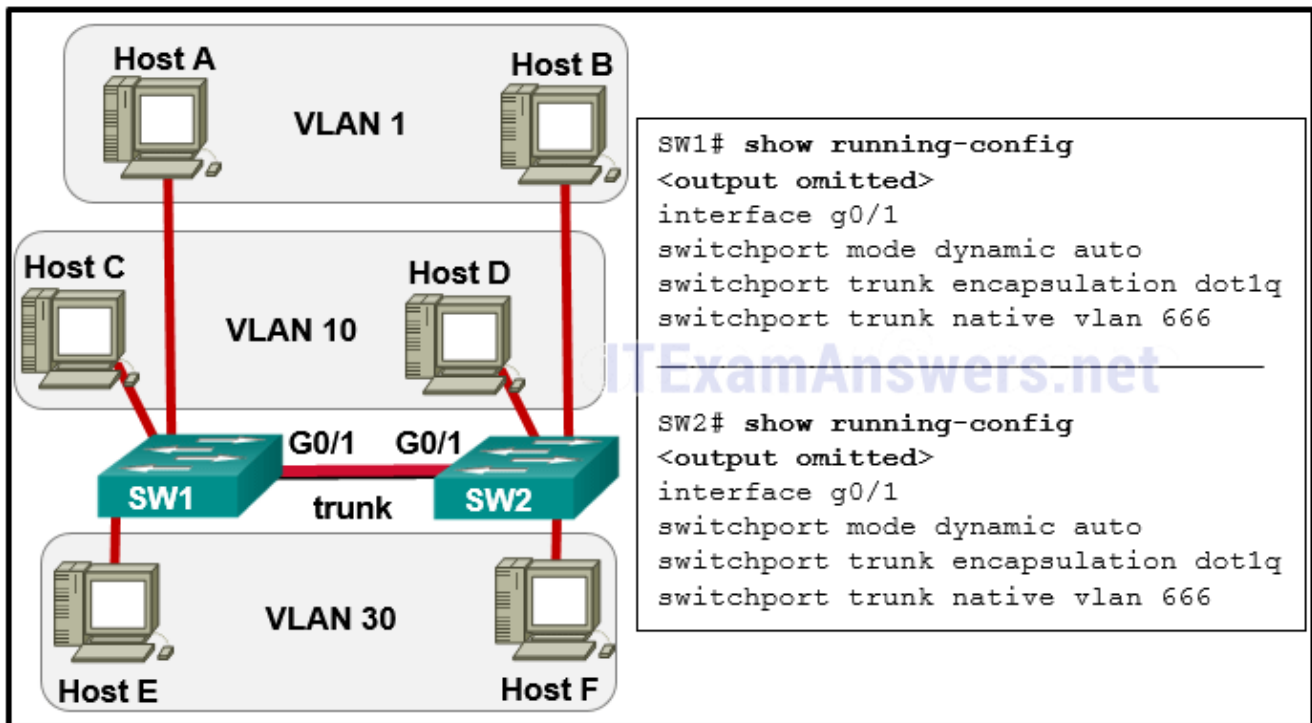 Host A
Host B
VLAN 1
Host C
Host D
VLAN 10
G0/1 G0/1
SW1
trunk
SW2
VLAN 30
Host E
Host F
SW1# show running-config
<output omitted>
interface g0/1
switchport mode dynamic auto
switchport trunk encapsulation dot1q
switchport trunk native vlan 666
ITExamAnswers.net
SW2# show running-config
<output omitted>
interface g0/1
switchport mode dynamic auto
switchport trunk encapsulation dot1q
switchport trunk native vlan 666